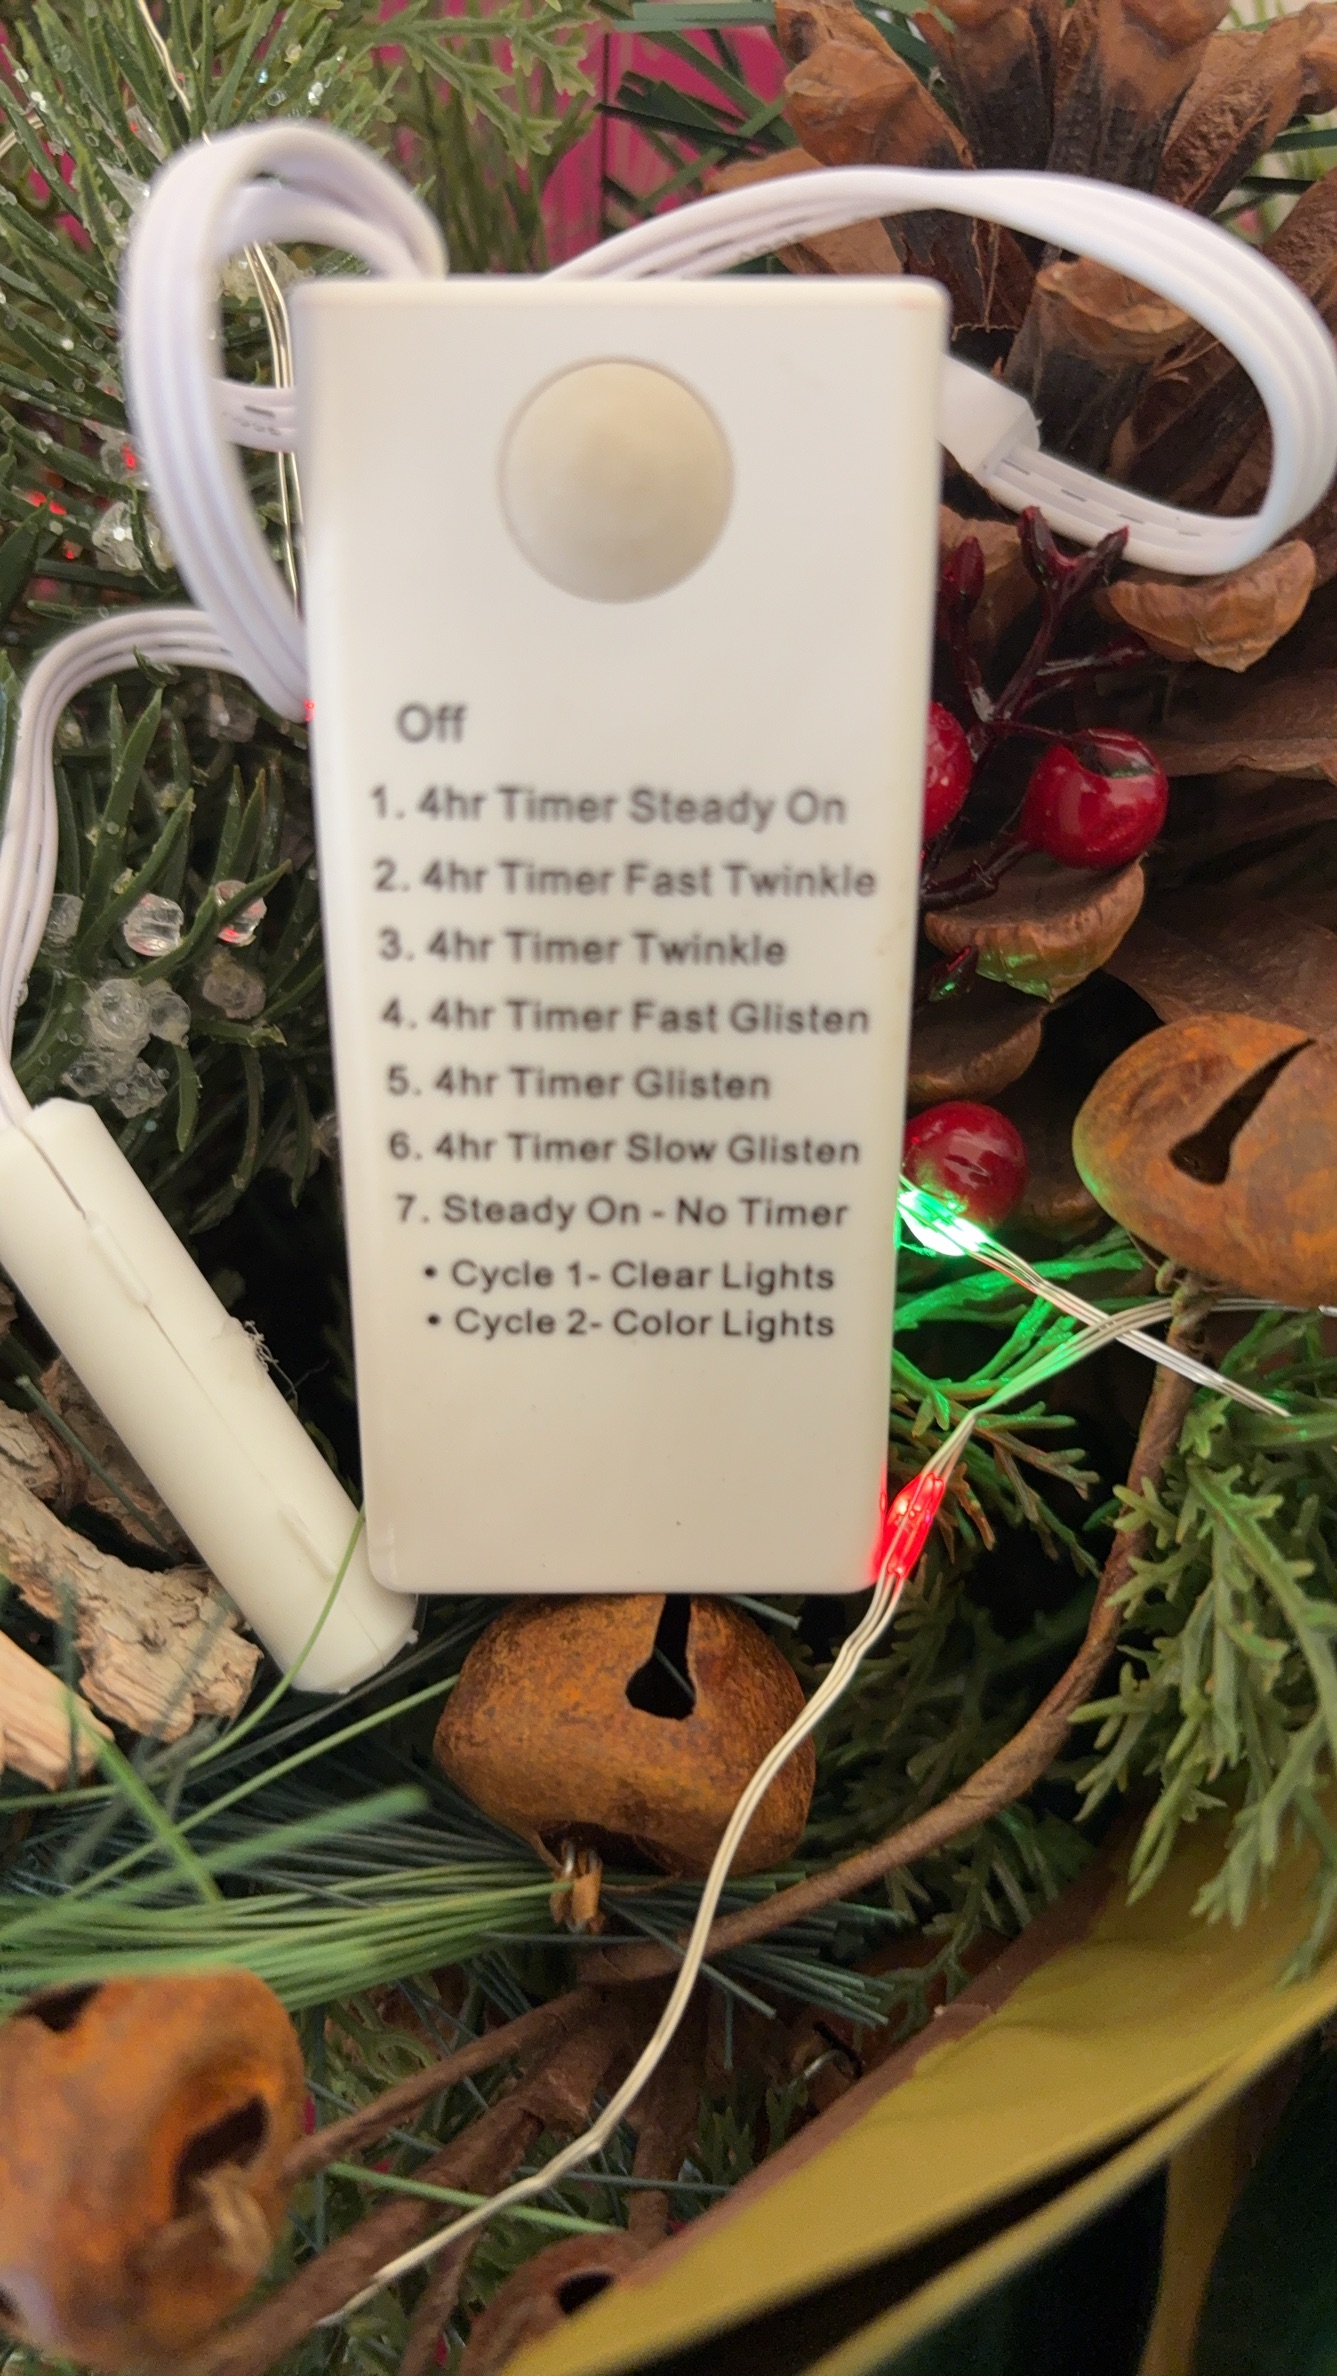 Off
1. 4hr Timer Steady On
2. 4hr Timer Fast Twinkle
3. 4hr Timer Twinkle
4. 4hr Timer Fast Glisten
5. 4hr Timer Glisten
6. 4hr Timer Slow Glisten
7. Steady On - No Timer
• Cycle 1- Clear Lights
• Cycle 2- Color Lights